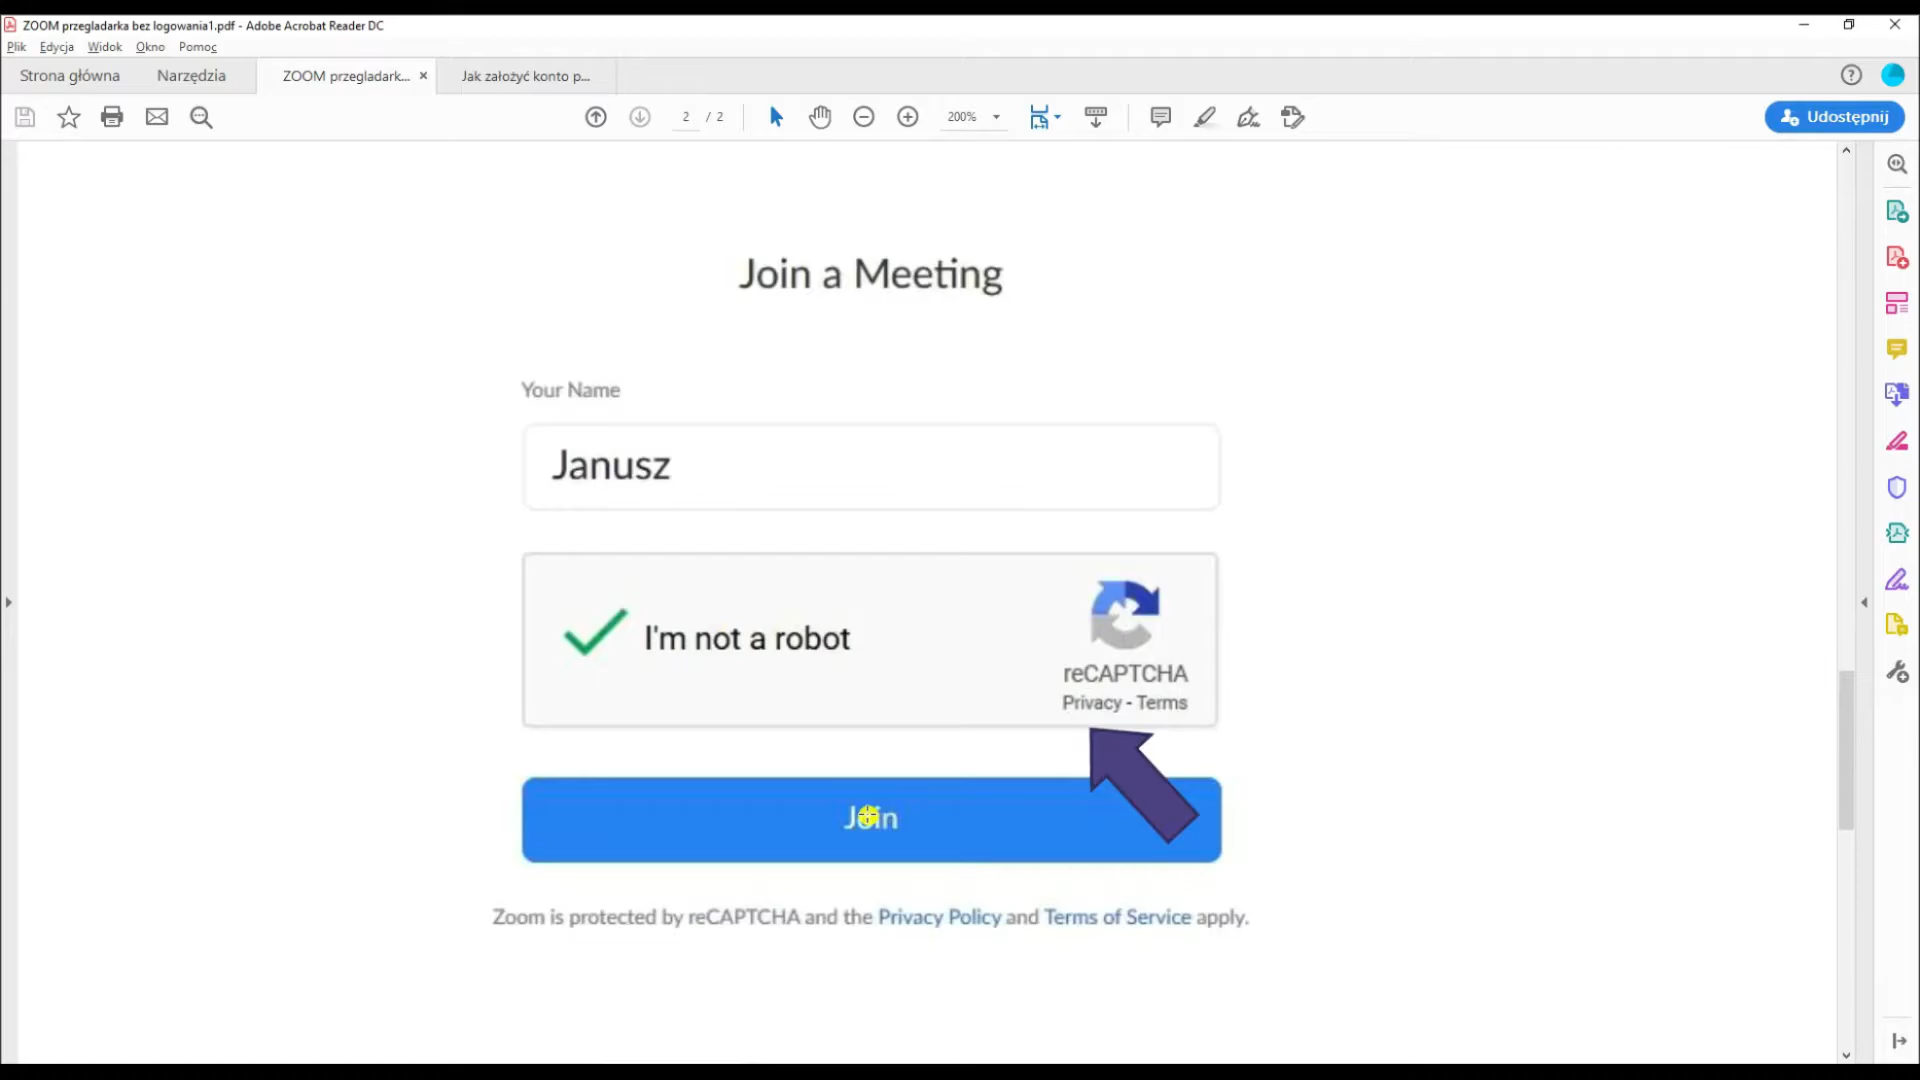 ZOOM przegladarka bez logowania1.pdf - Adobe Acrobat Reader DC
Plik Edycja Widok Okno Pomoc
Strona główna Narzędzia ZOOM przegladark... × Jak założyć konto p...
2 / 2 200% Udostępnij
Join a Meeting
Your Name
Janusz
I'm not a robot
reCAPTCHA
Privacy - Terms
Join
Zoom is protected by reCAPTCHA and the Privacy Policy and Terms of Service apply.